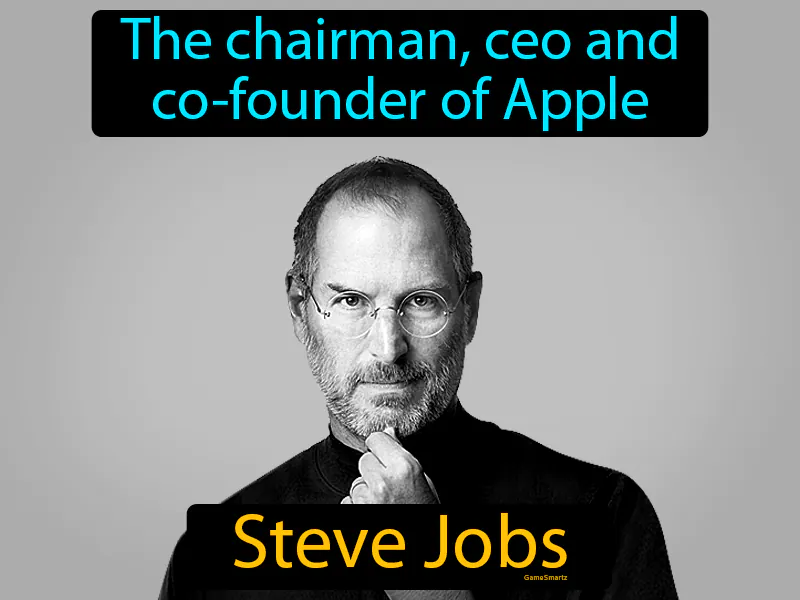 The chairman, ceo and
co-founder of Apple
Steve Jobs
GameSmartz